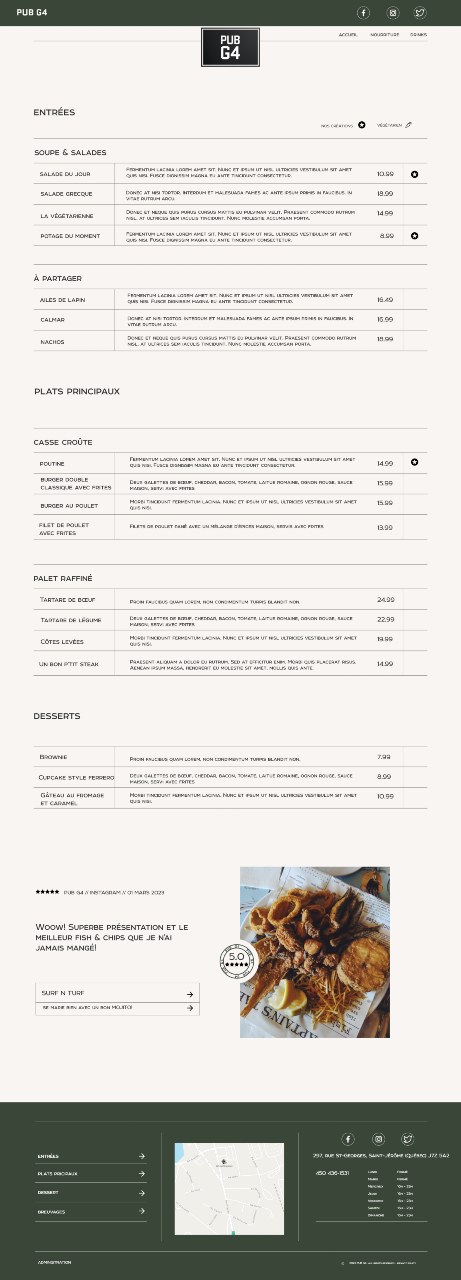 PUB G4
PUB
G4
ACCUEIL NOURRITURE DRINKS
ENTRÉES
NOS CRÉATIONS VÉGÉTARIEN
SOUPE & SALADES
SALADE DU JOUR
FERMENTUM LACINIA LOREM AMET SIT. NUNC ET IPSUM UT NISL ULTRICIES VESTIBULUM SIT AMET
QUIS NISI. FUSCE DIGNISSIM MAGNA EU ANTE TINCIDUNT CONSECTETUR.
10.99
SALADE GRECQUE
DONEC AT NISI TORTOR. INTERDUM ET MALESUADA FAMES AC ANTE IPSUM PRIMIS IN FAUCIBUS. IN
VITAE RUTRUM ARCU.
18.99
LA VÉGÉTARIENNE
DONEC ET NEQUE QUIS PURUS CURSUS MATTIS EU PULVINAR VELIT. PRAESENT COMMODO RUTRUM
NISL, AT ULTRICES SEM IACULIS TINCIDUNT. NUNC MOLESTIE ACCUMSAN PORTA.
14.99
POTAGE DU MOMENT
FERMENTUM LACINIA LOREM AMET SIT. NUNC ET IPSUM UT NISL ULTRICIES VESTIBULUM SIT AMET
QUIS NISI. FUSCE DIGNISSIM MAGNA EU ANTE TINCIDUNT CONSECTETUR.
8.99
À PARTAGER
AILES DE LAPIN
FERMENTUM LACINIA LOREM AMET SIT. NUNC ET IPSUM UT NISL ULTRICIES VESTIBULUM SIT AMET
QUIS NISI. FUSCE DIGNISSIM MAGNA EU ANTE TINCIDUNT CONSECTETUR.
16.49
CALMAR
DONEC AT NISI TORTOR. INTERDUM ET MALESUADA FAMES AC ANTE IPSUM PRIMIS IN FAUCIBUS. IN
VITAE RUTRUM ARCU.
16.99
NACHOS
DONEC ET NEQUE QUIS PURUS CURSUS MATTIS EU PULVINAR VELIT. PRAESENT COMMODO RUTRUM
NISL, AT ULTRICES SEM IACULIS TINCIDUNT. NUNC MOLESTIE ACCUMSAN PORTA.
18.99
PLATS PRINCIPAUX
CASSE CROÛTE
POUTINE
FERMENTUM LACINIA LOREM AMET SIT. NUNC ET IPSUM UT NISL ULTRICIES VESTIBULUM SIT AMET
QUIS NISI. FUSCE DIGNISSIM MAGNA EU ANTE TINCIDUNT CONSECTETUR.
14.99
BURGER DOUBLE
CLASSIQUE AVEC FRITES
DEUX GALETTES DE BŒUF, CHEDDAR, BACON, TOMATE, LAITUE ROMAINE, OIGNON ROUGE, SAUCE
MAISON, SERVI AVEC FRITES
15.99
BURGER AU POULET
MORBI TINCIDUNT FERMENTUM LACINIA. NUNC ET IPSUM UT NISL ULTRICIES VESTIBULUM SIT AMET
QUIS NISI.
15.99
FILET DE POULET
AVEC FRITES
FILETS DE POULET PANÉ AVEC UN MÉLANGE D'ÉPICES MAISON, SERVIS AVEC FRITES
13.99
PALET RAFFINÉ
TARTARE DE BŒUF
PROIN FAUCIBUS QUAM LOREM, NON CONDIMENTUM TURPIS BLANDIT NON.
24.99
TARTARE DE LÉGUME
DEUX GALETTES DE BŒUF, CHEDDAR, BACON, TOMATE, LAITUE ROMAINE, OIGNON ROUGE, SAUCE
MAISON, SERVI AVEC FRITES
22.99
CÔTES LEVÉES
MORBI TINCIDUNT FERMENTUM LACINIA. NUNC ET IPSUM UT NISL ULTRICIES VESTIBULUM SIT AMET
QUIS NISI.
19.99
UN BON P'TIT STEAK
PRAESENT ALIQUAM A DOLOR EU RUTRUM. SED AT EFFICITUR ENIM. MORBI QUIS PLACERAT RISUS.
AENEAN IPSUM MASSA, HENDRERIT EU MOLESTIE SIT AMET, MOLLIS QUIS ANTE.
14.99
DESSERTS
BROWNIE
PROIN FAUCIBUS QUAM LOREM, NON CONDIMENTUM TURPIS BLANDIT NON.
7.99
CUPCAKE STYLE FERRERO
DEUX GALETTES DE BŒUF, CHEDDAR, BACON, TOMATE, LAITUE ROMAINE, OIGNON ROUGE, SAUCE
MAISON, SERVI AVEC FRITES
8.99
GÂTEAU AU FROMAGE
ET CARAMEL
MORBI TINCIDUNT FERMENTUM LACINIA. NUNC ET IPSUM UT NISL ULTRICIES VESTIBULUM SIT AMET
QUIS NISI.
10.99
★★★★★ PUB G4 // INSTAGRAM // 01 MARS 2023
WOOW! SUPERBE PRÉSENTATION ET LE
MEILLEUR FISH & CHIPS QUE JE N'AI
JAMAIS MANGÉ!
5.0
★★★★★
SURF N TURF
SE MARIE BIEN AVEC UN BON MOJITO!
ENTRÉES
PLATS PRICIPAUX
DESSERT
BREUVAGES
297, RUE ST-GEORGES, SAINT-JÉRÔME (QUÉBEC) J7Z 5A2
450 436-1531
LUNDI FERMÉ
MARDI FERMÉ
MERCREDI
JEUDI
VENDREDI
SAMEDI
DIMANCHE
ADMINISTRATION